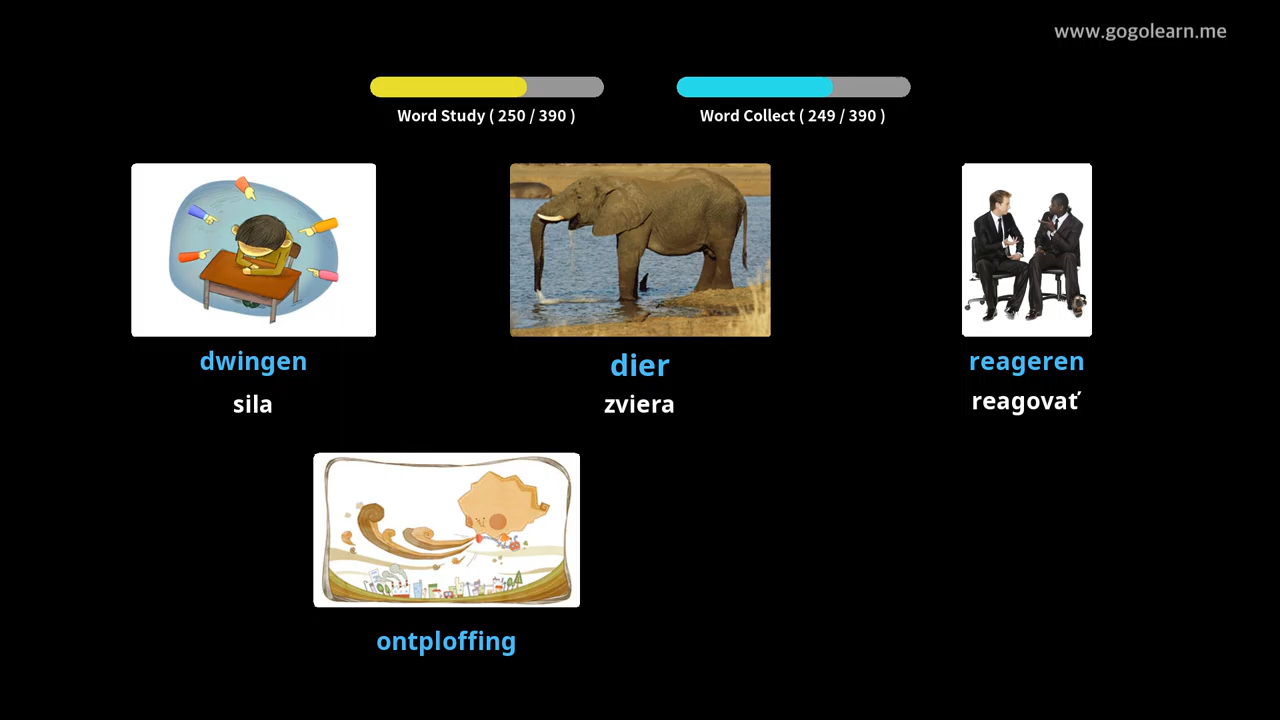 www.gogolearn.me
Word Study ( 250 / 390 )
Word Collect ( 249 / 390 )
dwingen
dier
reageren
sila
zviera
reagovať
ontploffing